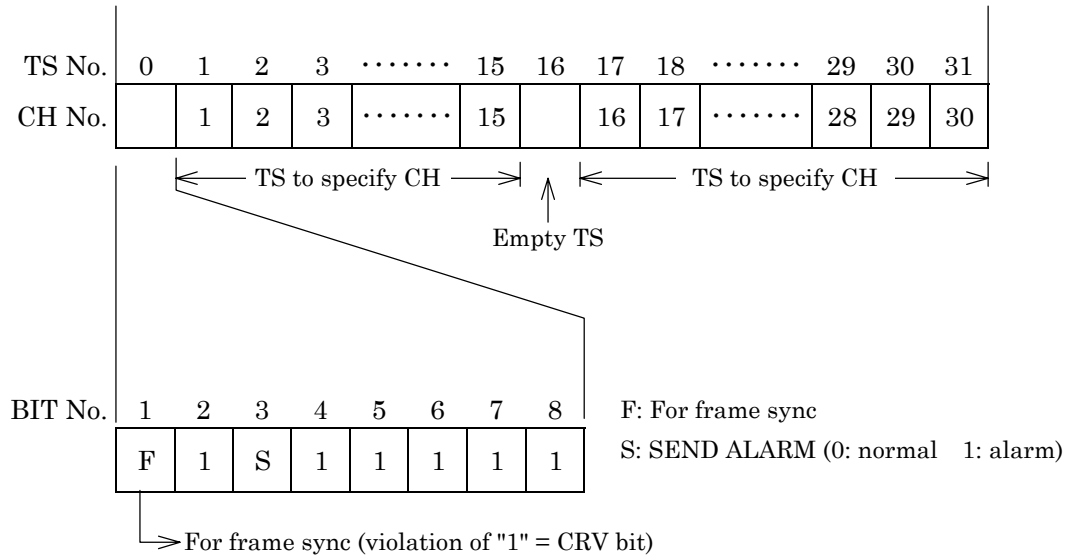 TS No. 0 1 2 3 ······· 15 16 17 18 ······· 29 30 31
CH No. 1 2 3 ······· 15 16 17 ······· 28 29 30
TS to specify CH TS to specify CH
Empty TS
BIT No. 1 2 3 4 5 6 7 8
F: For frame sync
F 1 S 1 1 1 1 1
S: SEND ALARM (0: normal 1: alarm)
For frame sync (violation of "1" = CRV bit)